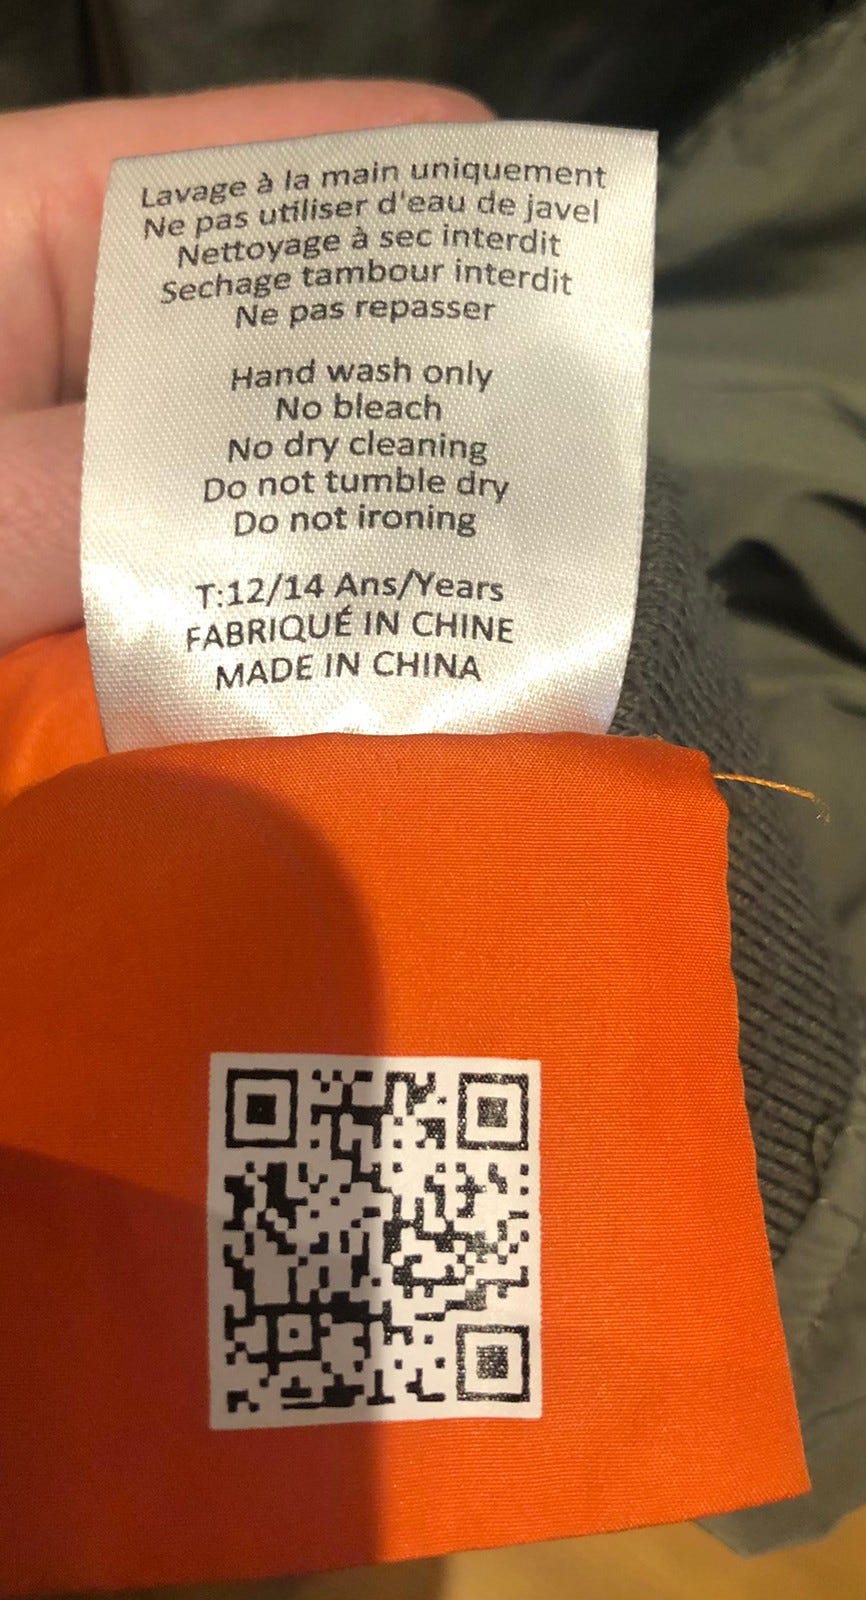 Lavage à la main uniquement
Ne pas utiliser d'eau de javel
Nettoyage à sec interdit
Sechage tambour interdit
Ne pas repasser
Hand wash only
No bleach
No dry cleaning
Do not tumble dry
Do not ironing
T:12/14 Ans/Years
FABRIQUÉ IN CHINE
MADE IN CHINA